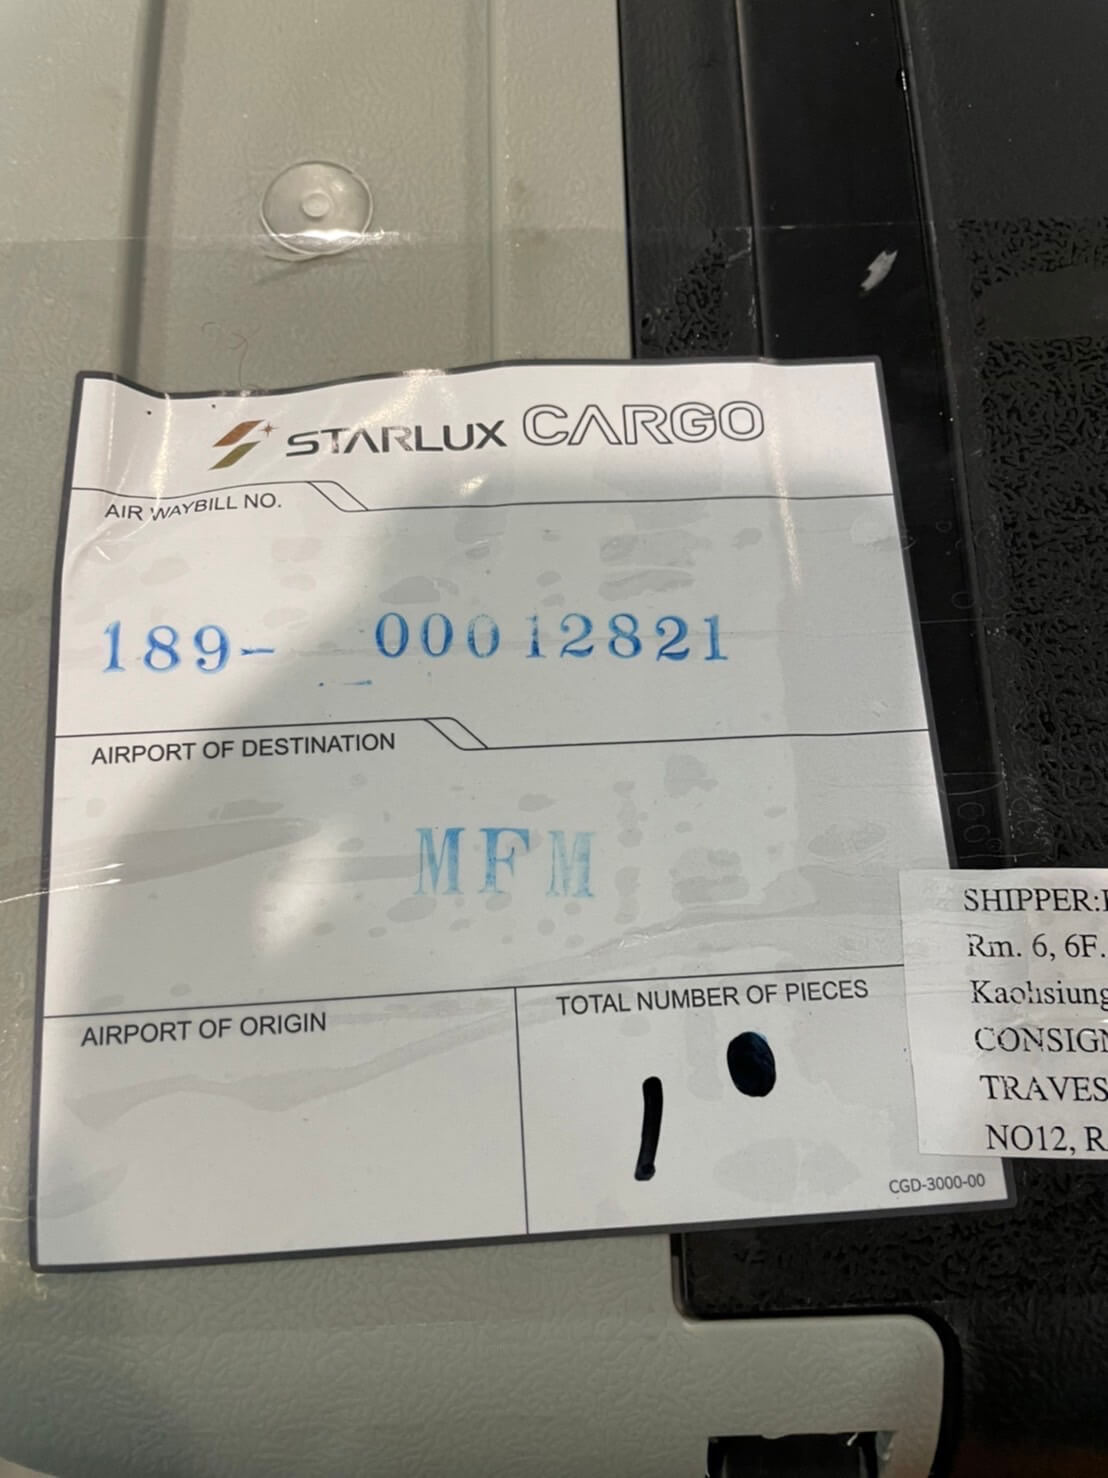 STARLUX CARGO
AIR WAYBILL NO.
189- 00012821
AIRPORT OF DESTINATION
MFM
AIRPORT OF ORIGIN
TOTAL NUMBER OF PIECES
1
CGD-3000-00
SHIPPER:
Rm. 6, 6F.
Kaohsiung
CONSIGN
TRAVES
NO12, R